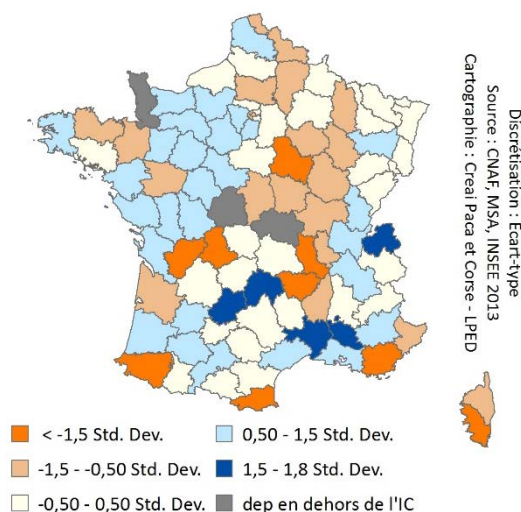 Discrétisation : Ecart-type
Source : CNAF, MSA, INSEE 2013
Cartographie : Creai Paca et Corse - LPED
< -1,5 Std. Dev.
-1,5 - -0,50 Std. Dev.
-0,50 - 0,50 Std. Dev.
0,50 - 1,5 Std. Dev.
1,5 - 1,8 Std. Dev.
dep en dehors de l'IC